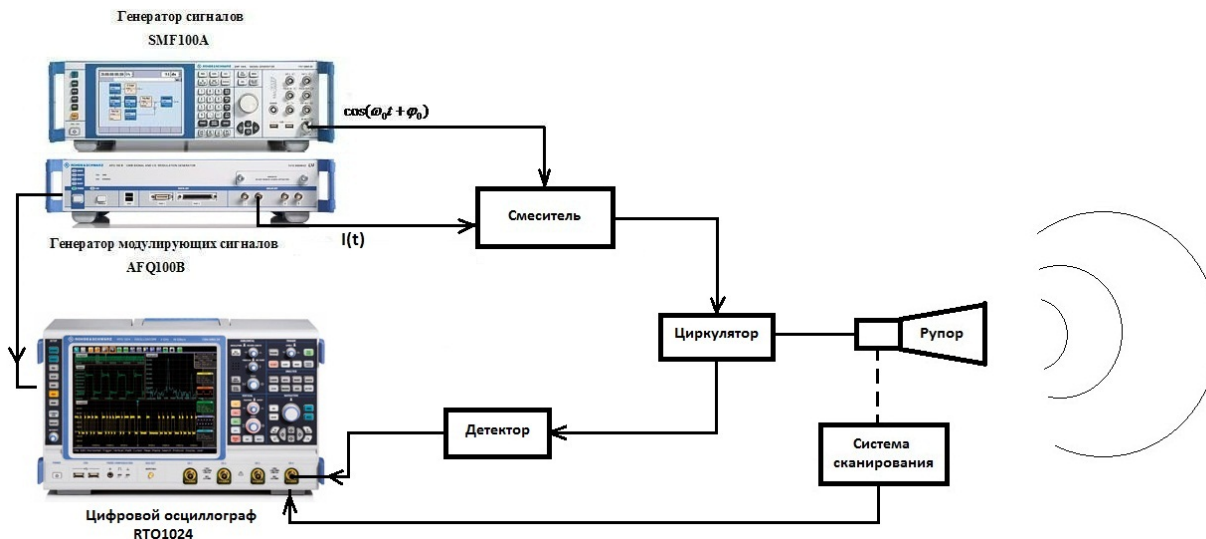 Генератор сигналов
SMF100A
cos(ω₀t + φ₀)
Смеситель
I(t)
Генератор модулирующих сигналов
AFQ100B
Циркулятор
Рупор
Детектор
Система
сканирования
Цифровой осциллограф
RTO1024